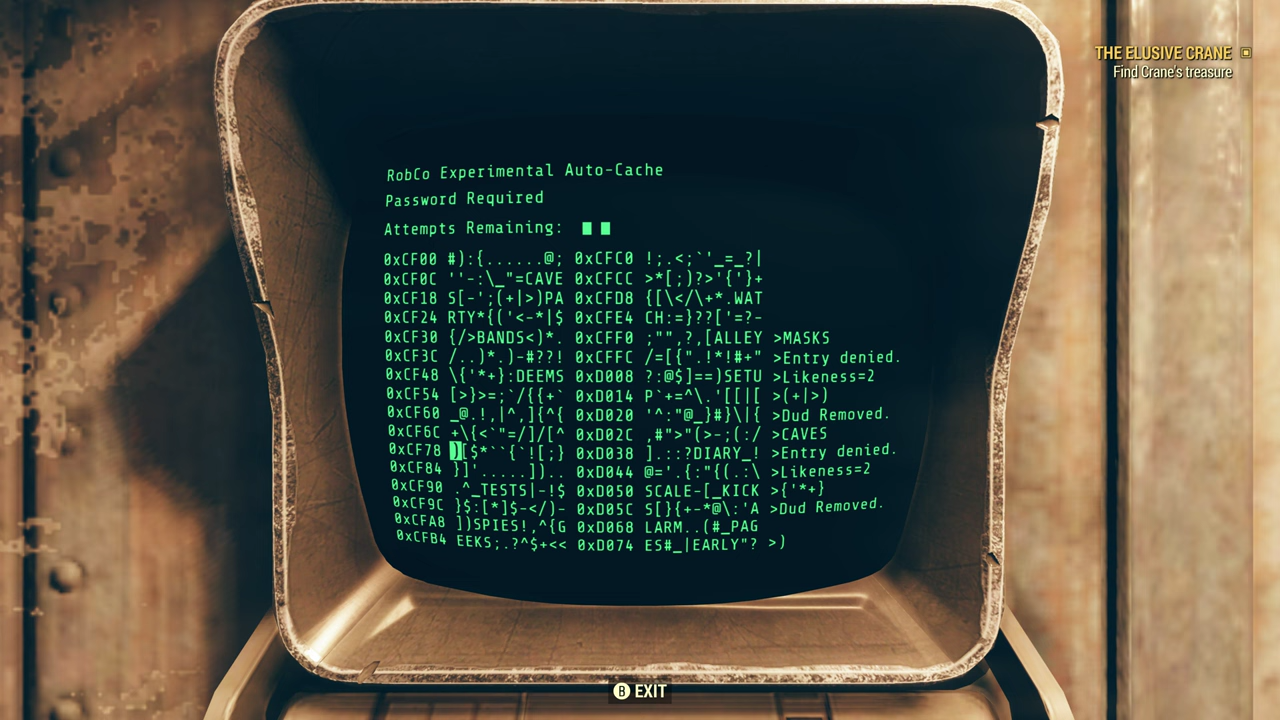 THE ELUSIVE CRANE
Find Crane's treasure
RobCo Experimental Auto-Cache
Password Required
Attempts Remaining: ■ ■
0xCF00 #):{......@; 0xCFC0 !;.<;`'_=_?|
0xCF0C ''-:\_"=CAVE 0xCFCC >*[;)?>'{"}+
0xCF18 S[-';(+|>)PA 0xCFD8 {[\</\+*.WAT
0xCF24 RTY*{('<-*|$ 0xCFE4 CH:=}??['=?-
0xCF30 {/>BANDS<)*. 0xCFF0 ;"",?,[ALLEY >MASKS
0xCF3C /..)*.)-#??! 0xCFFC /=[{".!*!#+" >Entry denied.
0xCF48 \{'*+}:DEEMS 0xD008 ?:@$]==)SETU >Likeness=2
0xCF54 [>}>=;`/{{+` 0xD014 P`+=^\.'[[|[ >(+|>)
0xCF60 _@.!,|^,]{^{ 0xD020 '^:"@_}#}\|{ >Dud Removed.
0xCF6C +\{<`"=/]/[^ 0xD02C ,#">"(>-;(:/ >CAVES
0xCF78 )[$*``{`![;} 0xD038 ].::?DIARY_! >Entry denied.
0xCF84 }]'......]).. 0xD044 @='.{:"{(.:\ >Likeness=2
0xCF90 .^_TESTS|-!$ 0xD050 SCALE-[_KICK >{'*+}
0xCF9C }$:[*]$-</)- 0xD05C S[}{+-*@\:'A >Dud Removed.
0xCFA8 ])SPIES!,^{G 0xD068 LARM..(#_PAG
0xCFB4 EEKS;.?^$+<< 0xD074 ES#_|EARLY"? >)
B EXIT